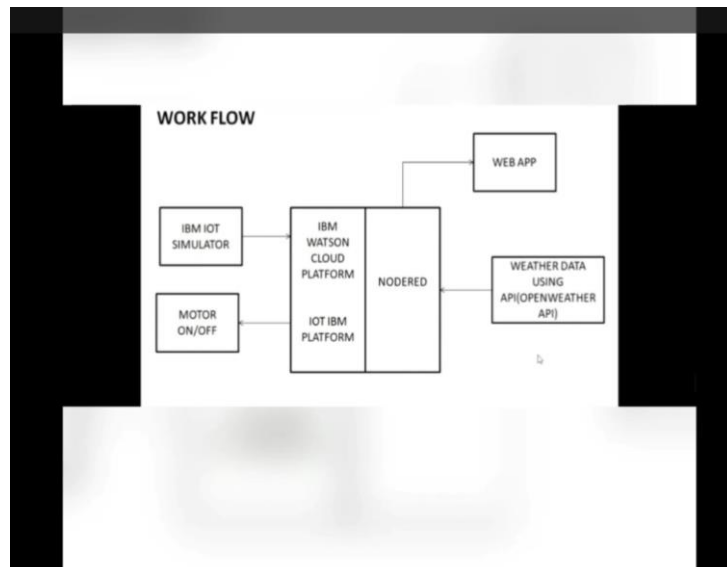 WORK FLOW
WEB APP
IBM IOT
SIMULATOR
IBM
WATSON
CLOUD
PLATFORM
NODERED
WEATHER DATA
USING
API(OPENWEATHER
API)
MOTOR
ON/OFF
IOT IBM
PLATFORM